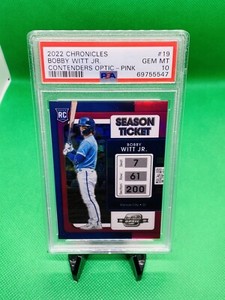 2022 CHRONICLES #19
BOBBY WITT JR. GEM MT
CONTENDERS OPTIC - PINK 10
PSA 69755547
RC
SEASON
TICKET
BOBBY
WITT JR.
7
61
200